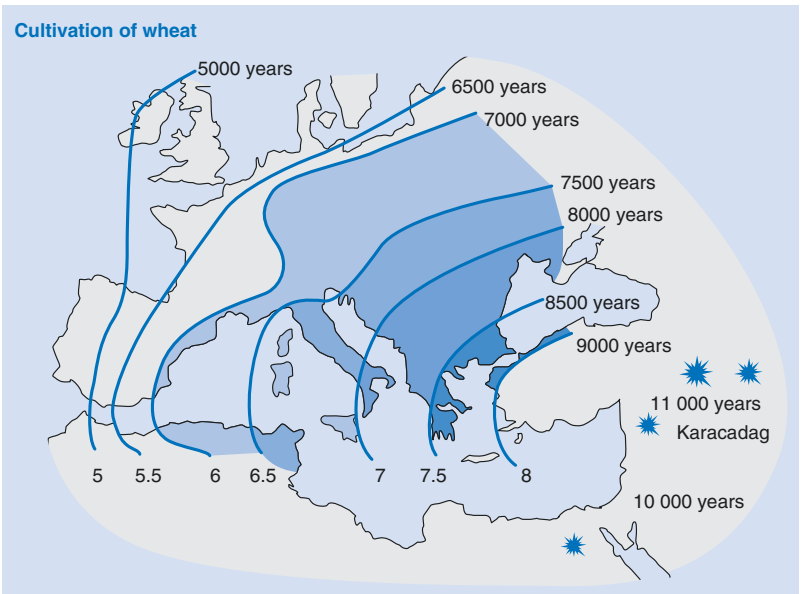 Cultivation of wheat
5000 years
6500 years
7000 years
7500 years
8000 years
8500 years
9000 years
11 000 years
Karacadag
5
5.5
6
6.5
7
7.5
8
10 000 years